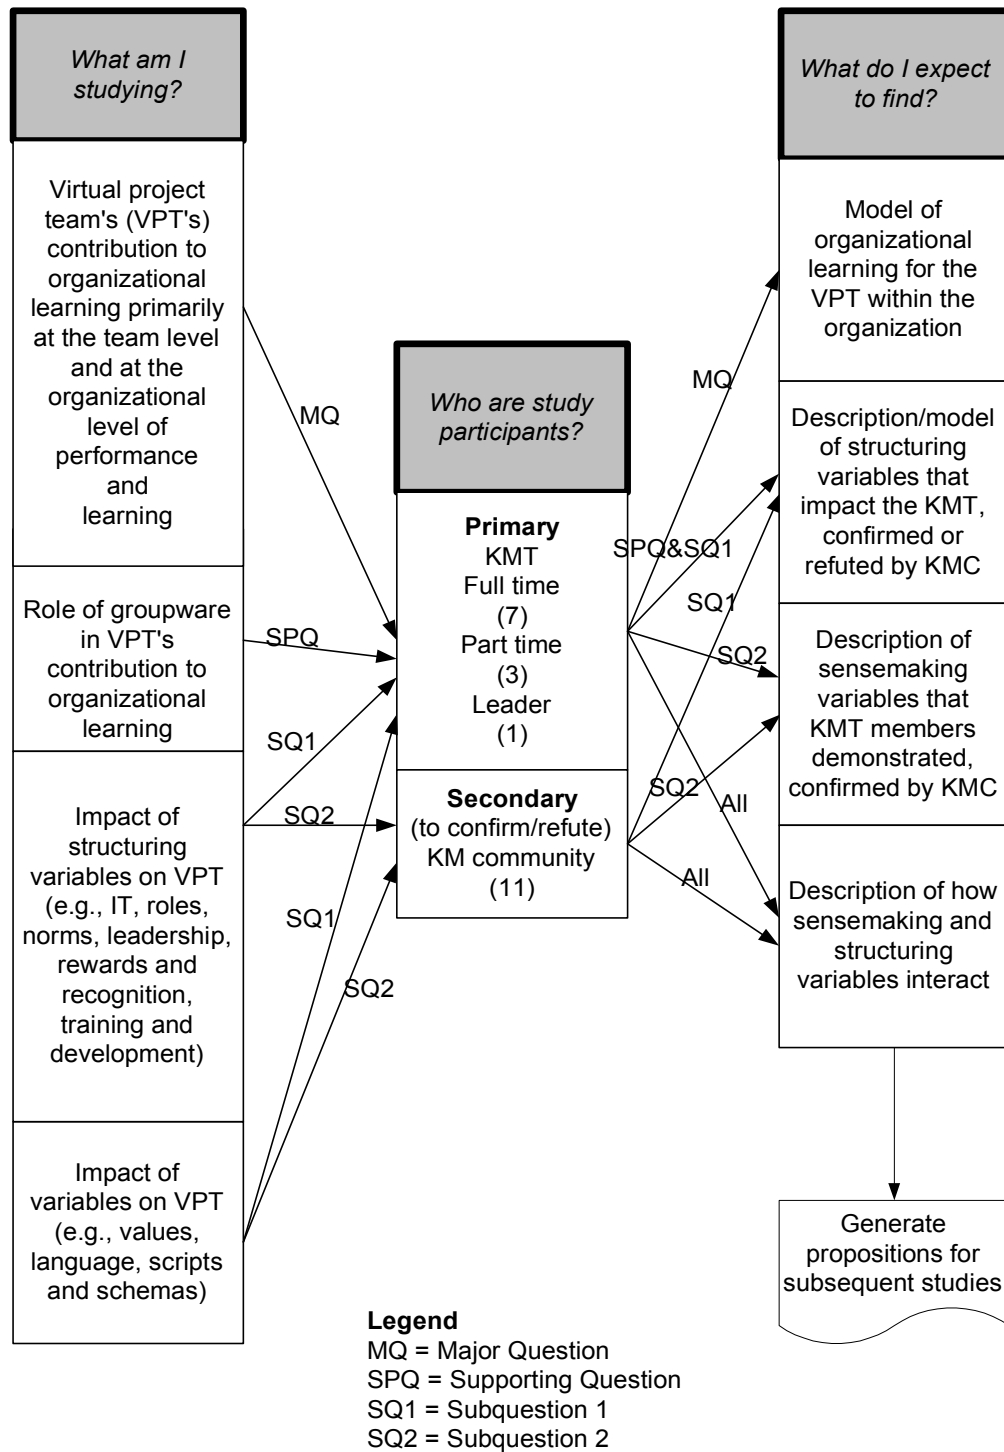 What am I
studying?
Virtual project
team's (VPT's)
contribution to
organizational
learning primarily
at the team level
and at the
organizational
level of
performance
and
learning
Role of groupware
in VPT's
contribution to
organizational
learning
Impact of
structuring
variables on VPT
(e.g., IT, roles,
norms, leadership,
rewards and
recognition,
training and
development)
Impact of
variables on VPT
(e.g., values,
language, scripts
and schemas)
MQ
SPQ
SQ1
SQ2
SQ1
SQ2
Who are study
participants?
Primary
KMT
Full time
(7)
Part time
(3)
Leader
(1)
Secondary
(to confirm/refute)
KM community
(11)
MQ
SPQ&SQ1
SQ1
SQ2
SQ2
All
All
What do I expect
to find?
Model of
organizational
learning for the
VPT within the
organization
Description/model
of structuring
variables that
impact the KMT,
confirmed or
refuted by KMC
Description of
sensemaking
variables that
KMT members
demonstrated,
confirmed by KMC
Description of how
sensemaking and
structuring
variables interact
Generate
propositions for
subsequent studies
Legend
MQ = Major Question
SPQ = Supporting Question
SQ1 = Subquestion 1
SQ2 = Subquestion 2